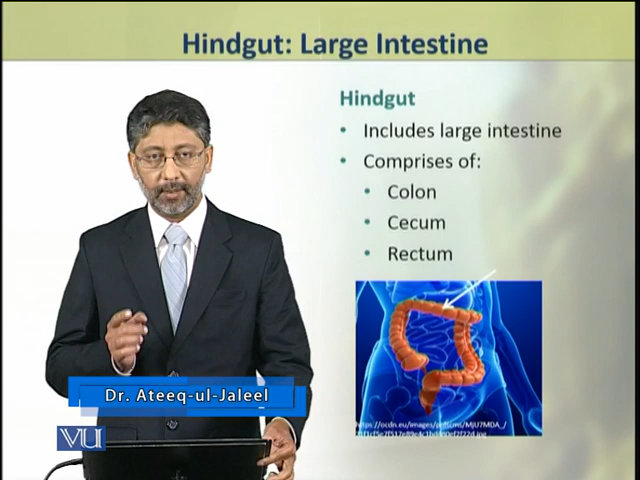 Hindgut: Large Intestine
Hindgut
• Includes large intestine
• Comprises of:
• Colon
• Cecum
• Rectum
Dr. Ateeq-ul-Jaleel
VU